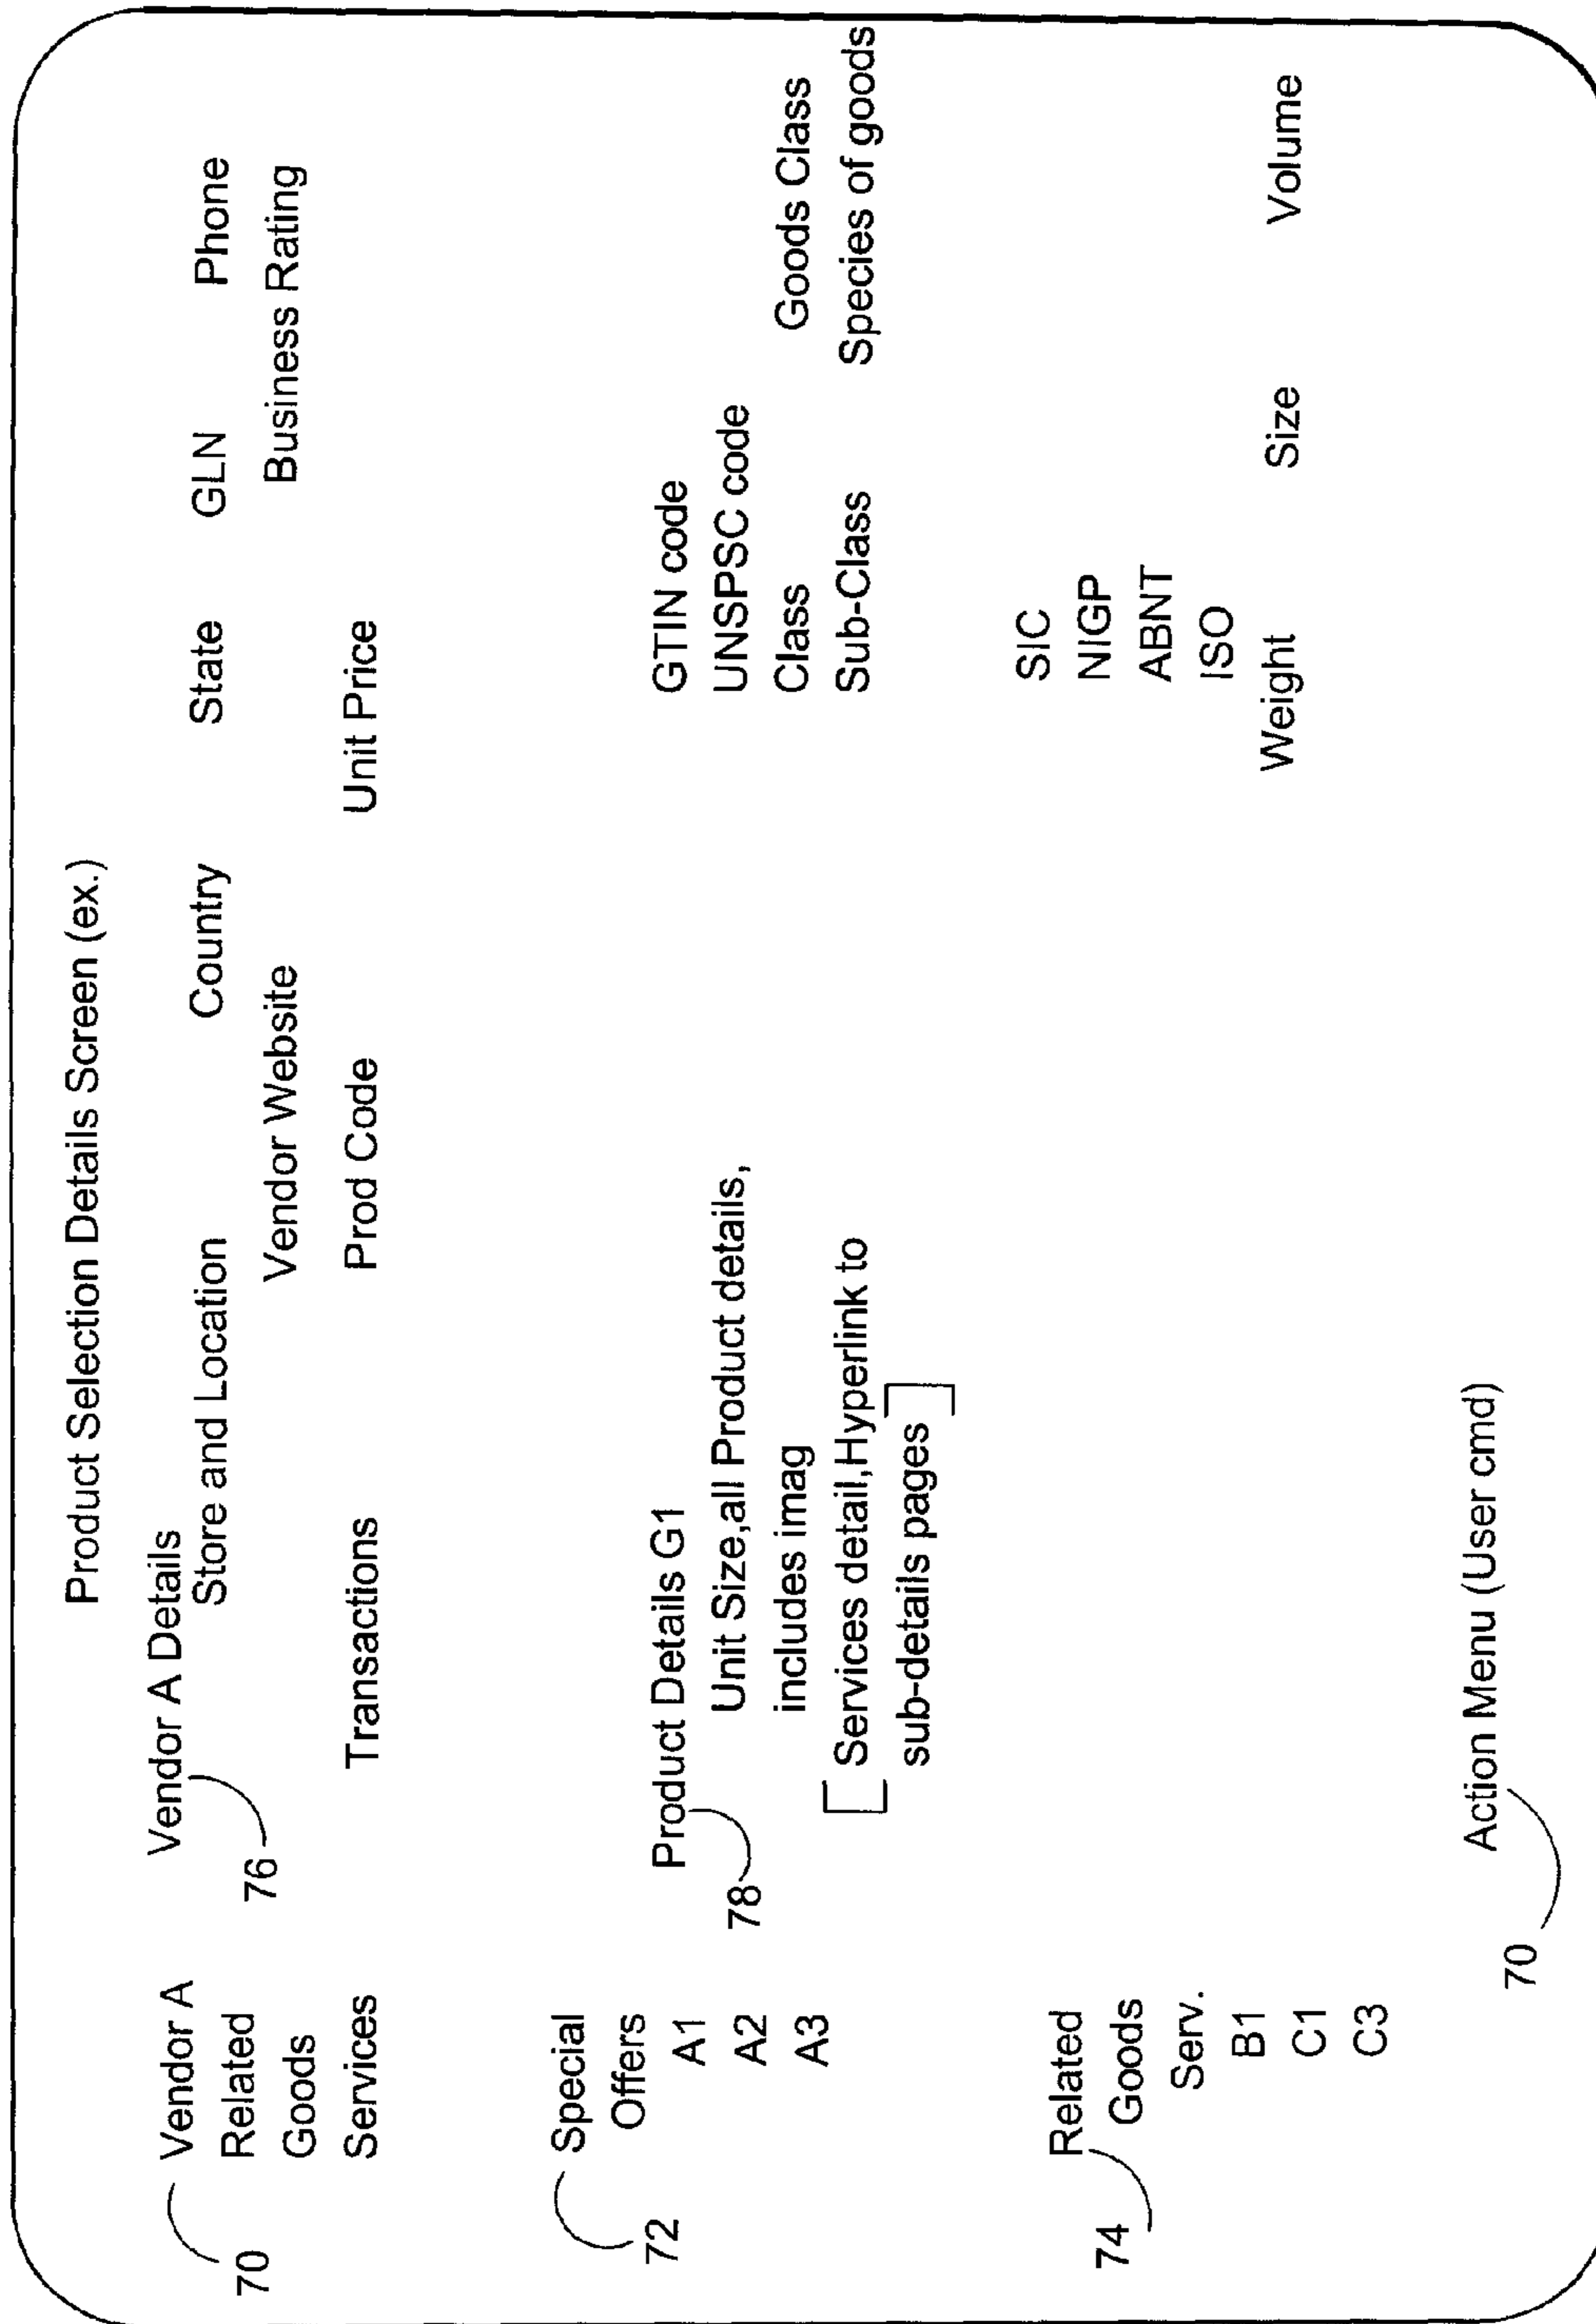 Product Selection Details Screen (ex.)
70
Vendor A
Related
Goods
Services
76
Vendor A Details
Store and Location Country State GLN Phone
Vendor Website Business Rating
Transactions Prod Code Unit Price
72
Special
Offers
A1
A2
A3
78
Product Details G1
Unit Size,all Product details,
includes imag
[Services detail,Hyperlink to
sub-details pages]
GTIN code
UNSPSC code
Class Goods Class
Sub-Class Species of goods
74
Related
Goods
Serv.
B1
C1
C3
SIC
NIGP
ABNT
ISO
Weight Size Volume
70
Action Menu (User cmd)